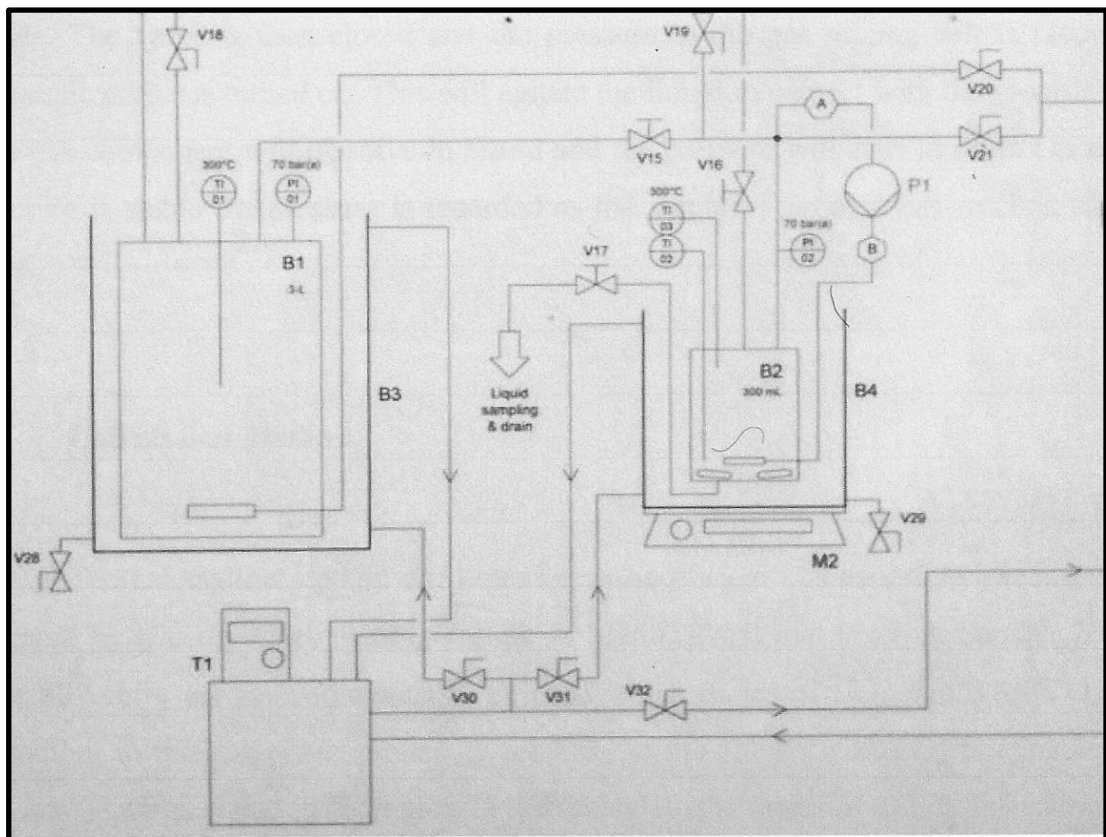 V18
V19
V20
A
V15
V16
V21
300°C
70 bar(a)
TI
01
PI
01
300°C
TI
03
TI
02
70 bar(a)
PI
02
P1
B
V17
B1
3-L
B2
300 mL
B3
B4
Liquid
sampling
& drain
V28
V29
M2
T1
V30
V31
V32